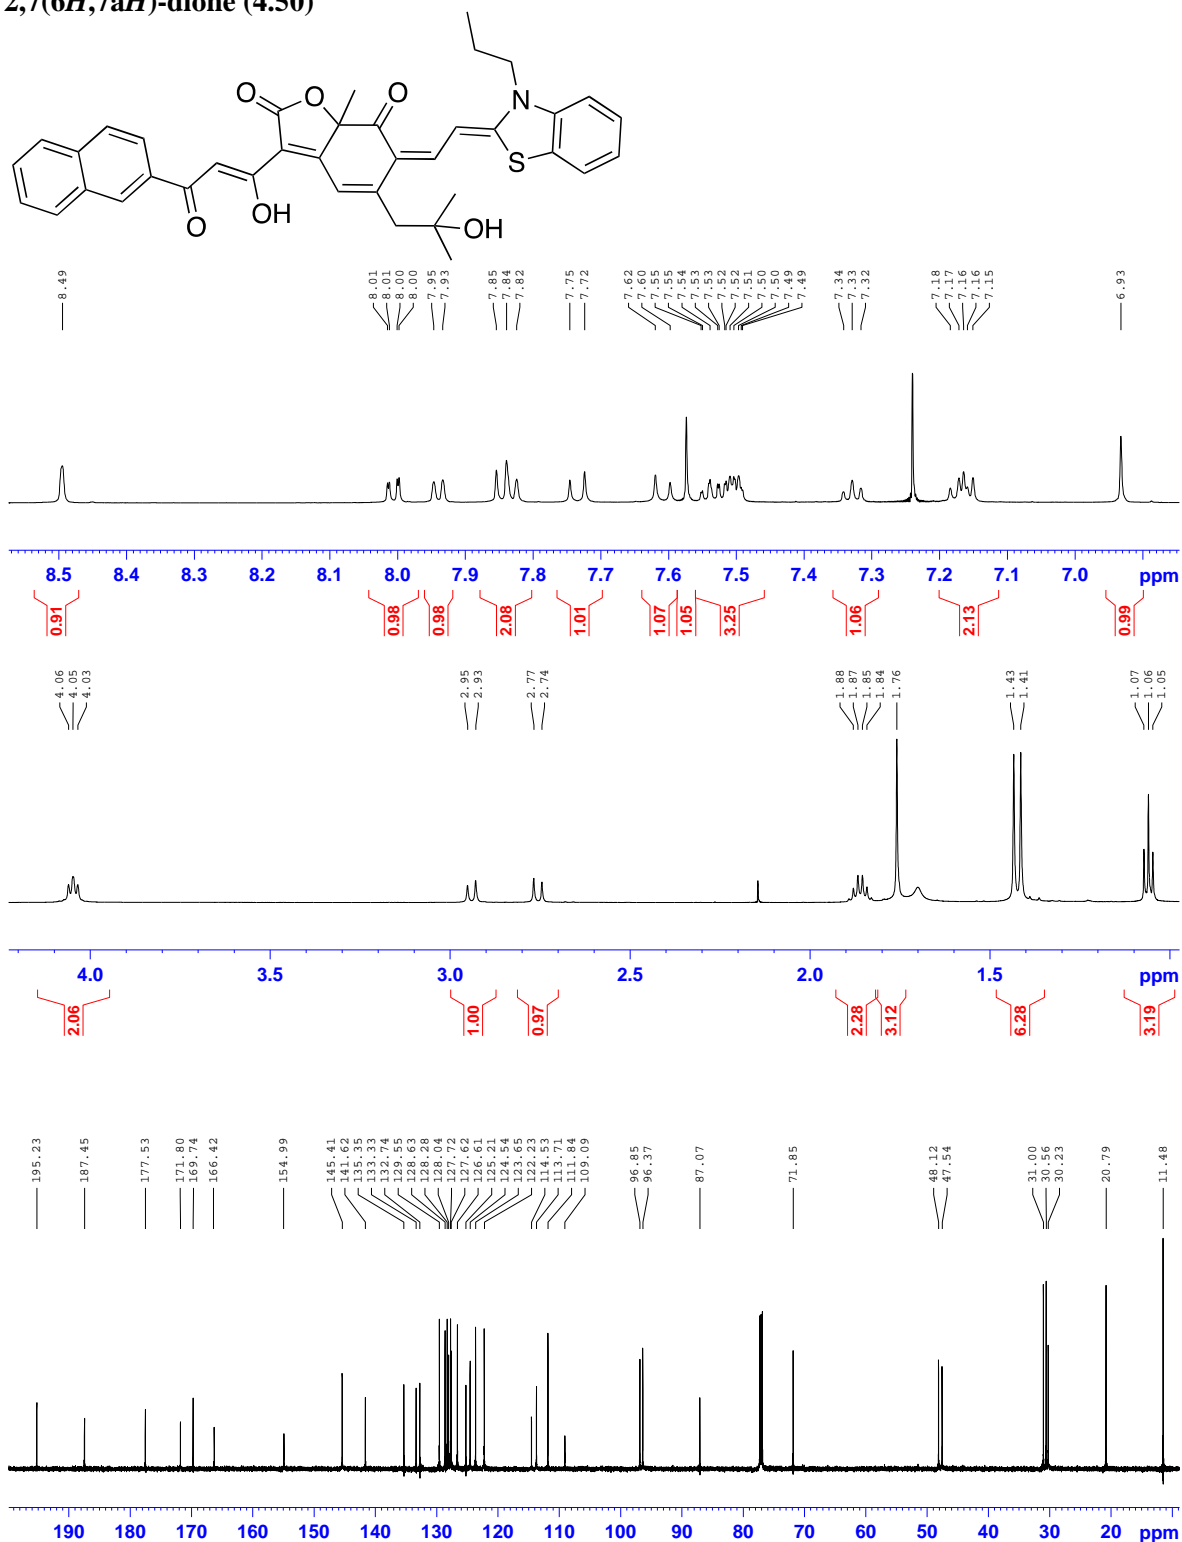 2,7(6H,7aH)-dione (4.50)
O O O N S
O OH OH
8.49 8.01 8.01 8.00 8.00 7.95 7.93 7.85 7.84 7.82 7.75 7.72 7.62 7.60 7.55 7.55 7.54 7.53 7.53 7.52 7.52 7.51 7.50 7.50 7.49 7.49 7.34 7.33 7.32 7.18 7.17 7.16 7.16 7.15 6.93
8.5 8.4 8.3 8.2 8.1 8.0 7.9 7.8 7.7 7.6 7.5 7.4 7.3 7.2 7.1 7.0 ppm
0.91 0.98 0.98 2.08 1.01 1.07 1.05 3.25 1.06 2.13 0.99
4.06 4.05 4.03 2.95 2.93 2.77 2.74 1.88 1.87 1.85 1.84 1.76 1.43 1.41 1.07 1.06 1.05
4.0 3.5 3.0 2.5 2.0 1.5 ppm
2.06 1.00 0.97 2.28 3.12 6.28 3.19
195.23 187.45 177.53 171.80 169.74 166.42 154.99 145.41 141.62 135.35 133.33 132.74 129.55 128.63 128.28 128.04 127.72 127.62 126.61 125.21 124.54 123.65 122.23 114.53 113.71 111.84 109.09 96.85 96.37 87.07 71.85 48.12 47.54 31.00 30.56 30.23 20.79 11.48
190 180 170 160 150 140 130 120 110 100 90 80 70 60 50 40 30 20 ppm